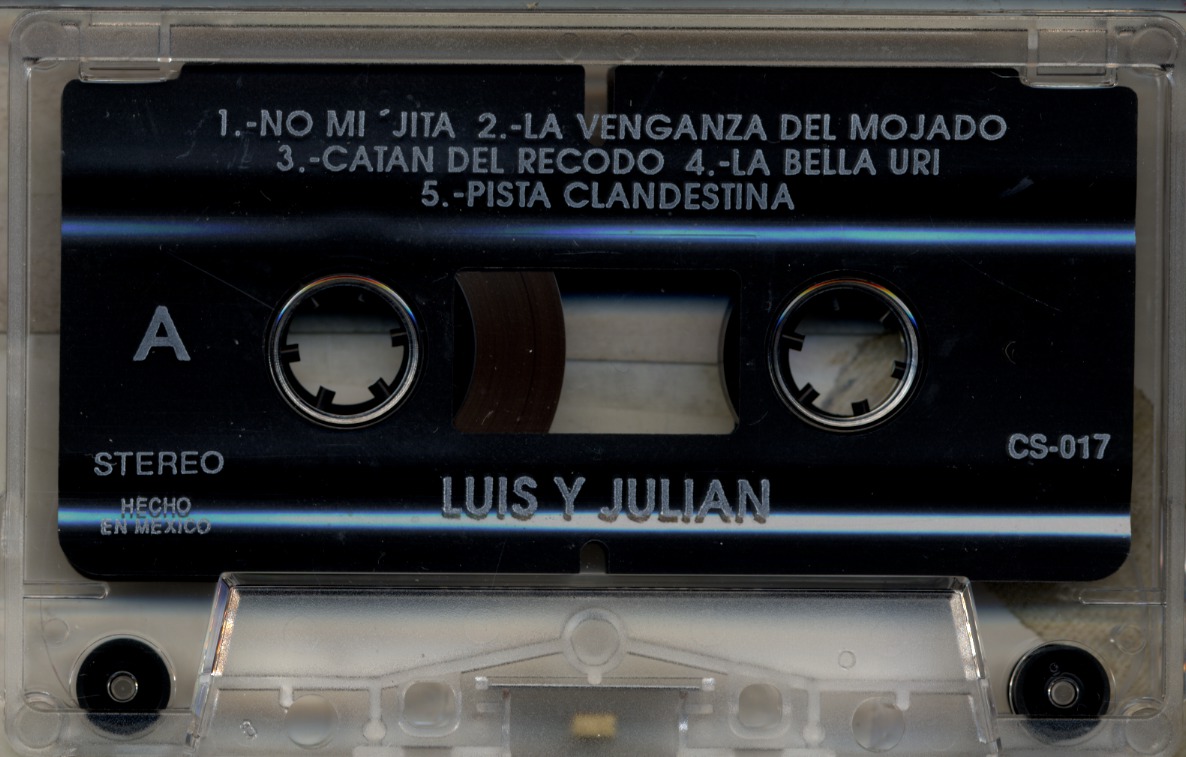 1.-NO MI ´JITA 2.-LA VENGANZA DEL MOJADO
3.-CATAN DEL RECODO 4.-LA BELLA URI
5.-PISTA CLANDESTINA
A
STEREO
CS-017
HECHO
EN MEXICO
LUIS Y JULIAN